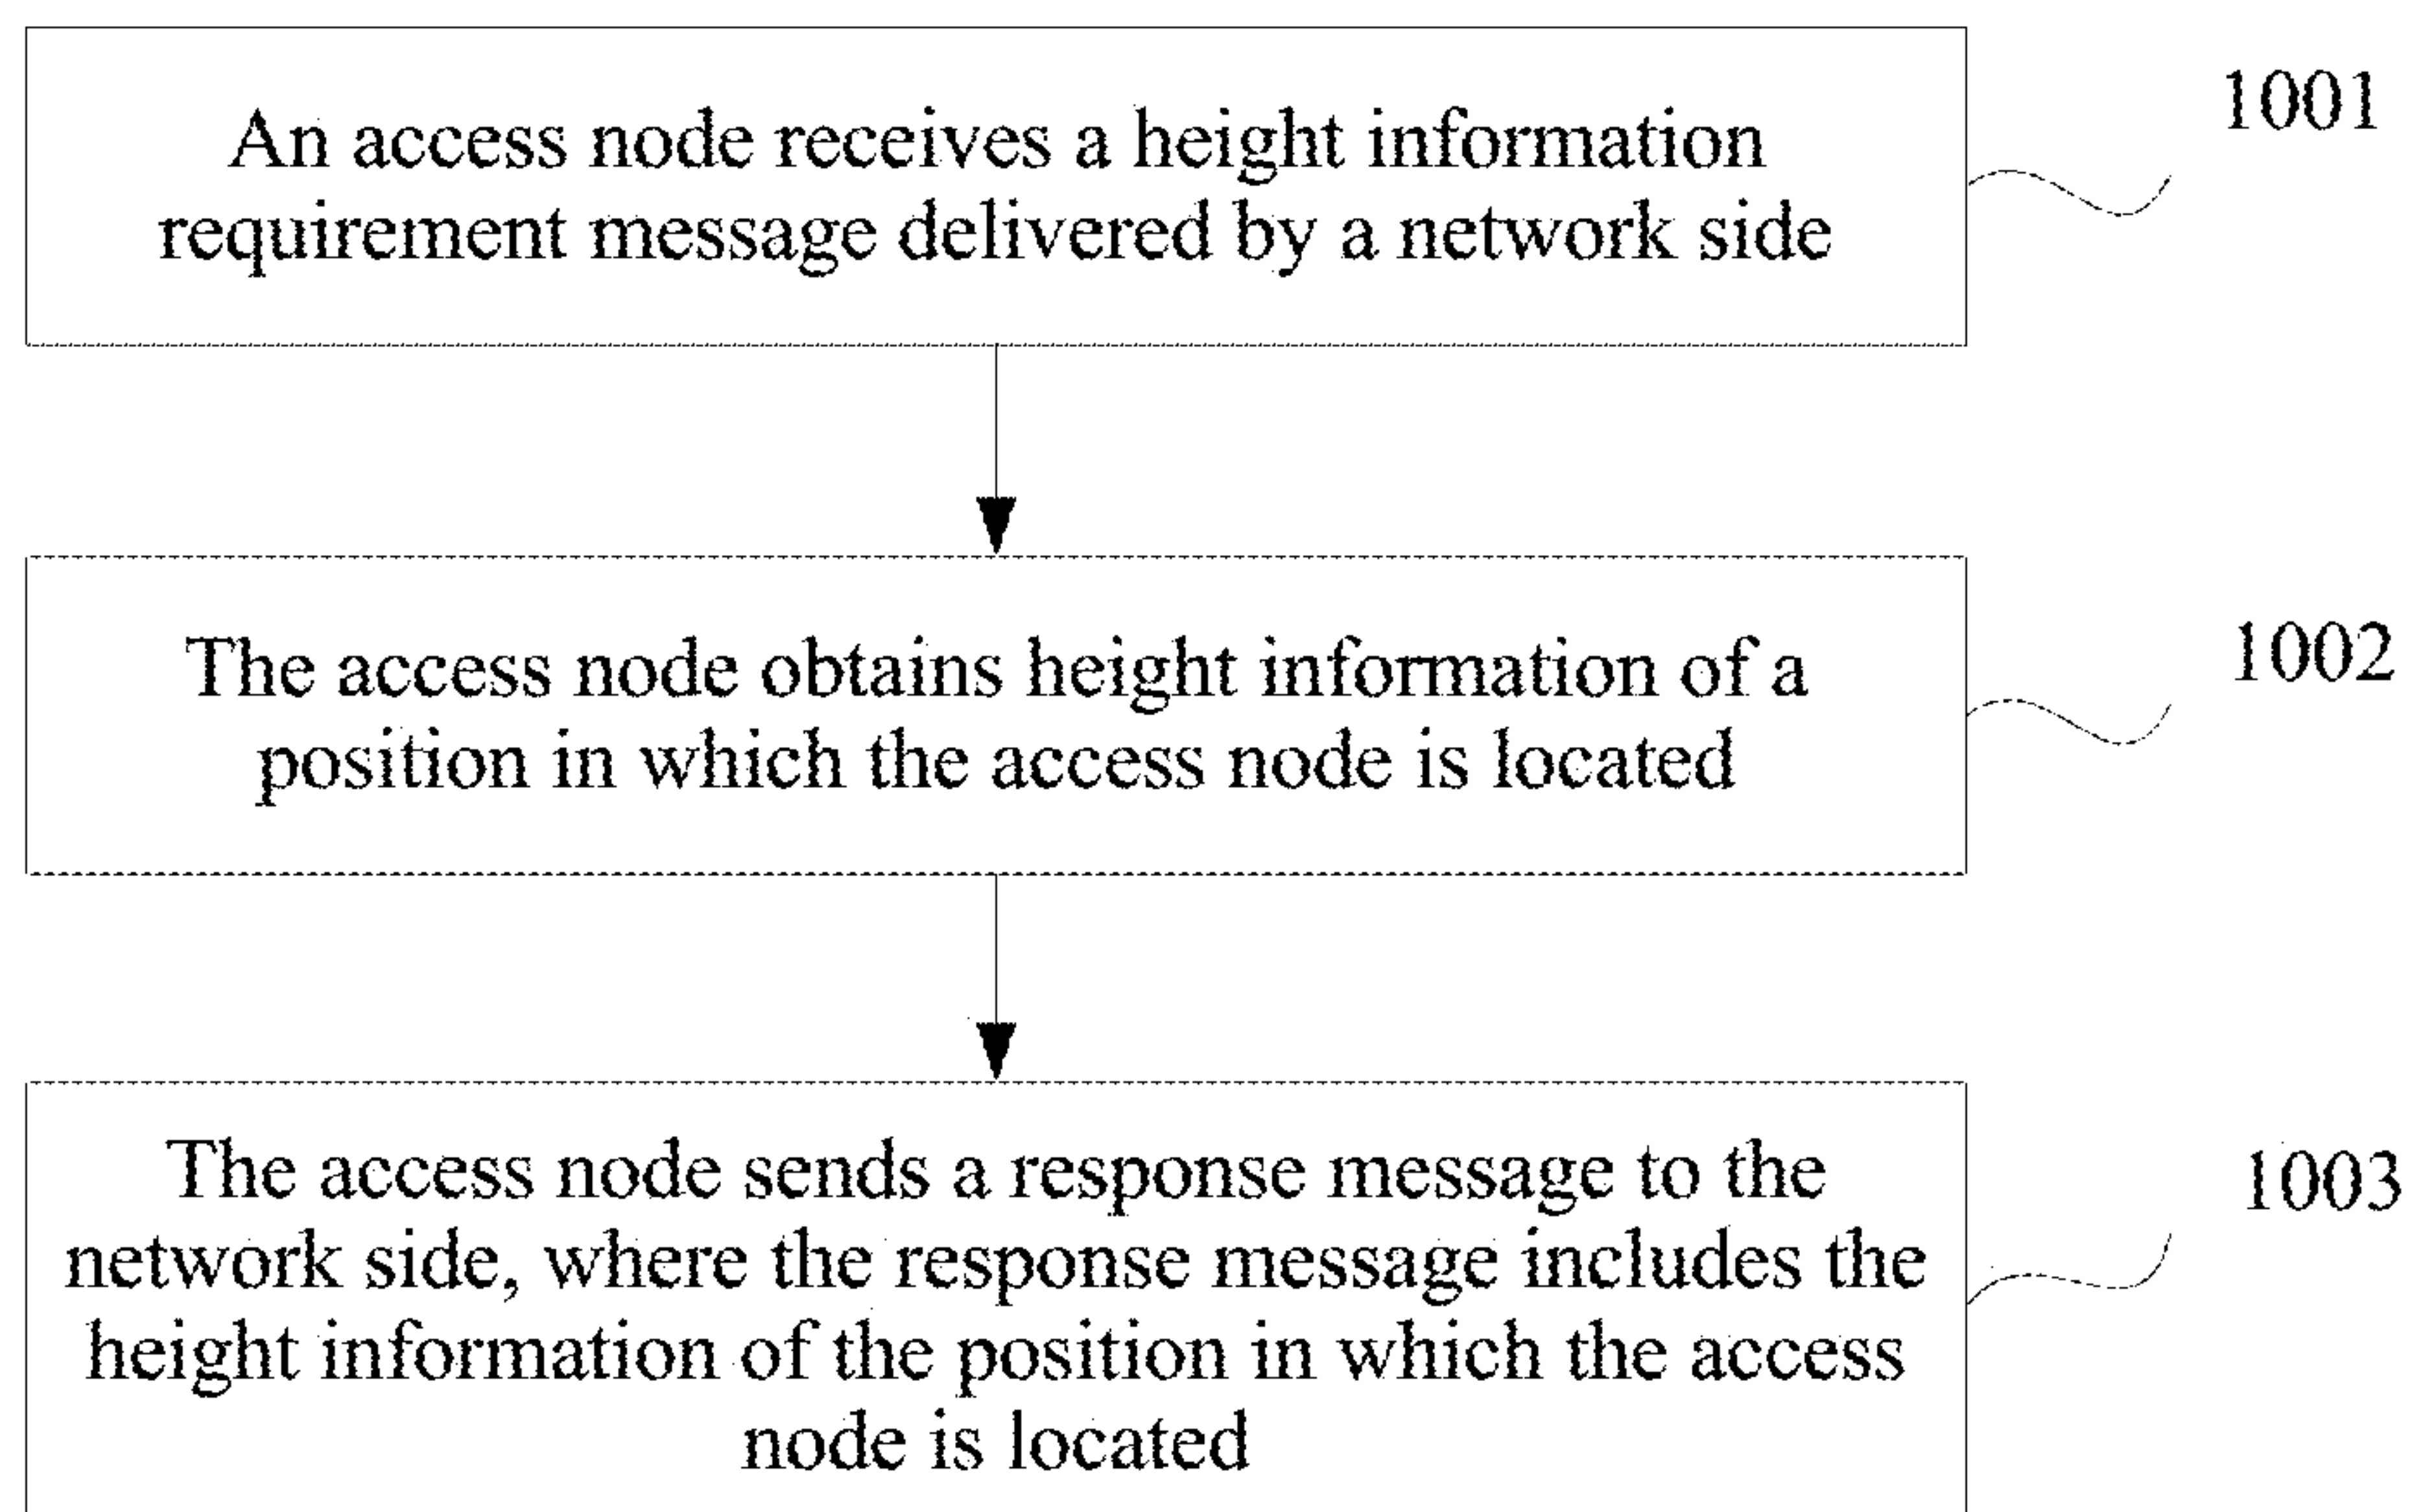 An access node receives a height information
requirement message delivered by a network side
1001
The access node obtains height information of a
position in which the access node is located
1002
The access node sends a response message to the
network side, where the response message includes the
height information of the position in which the access
node is located
1003